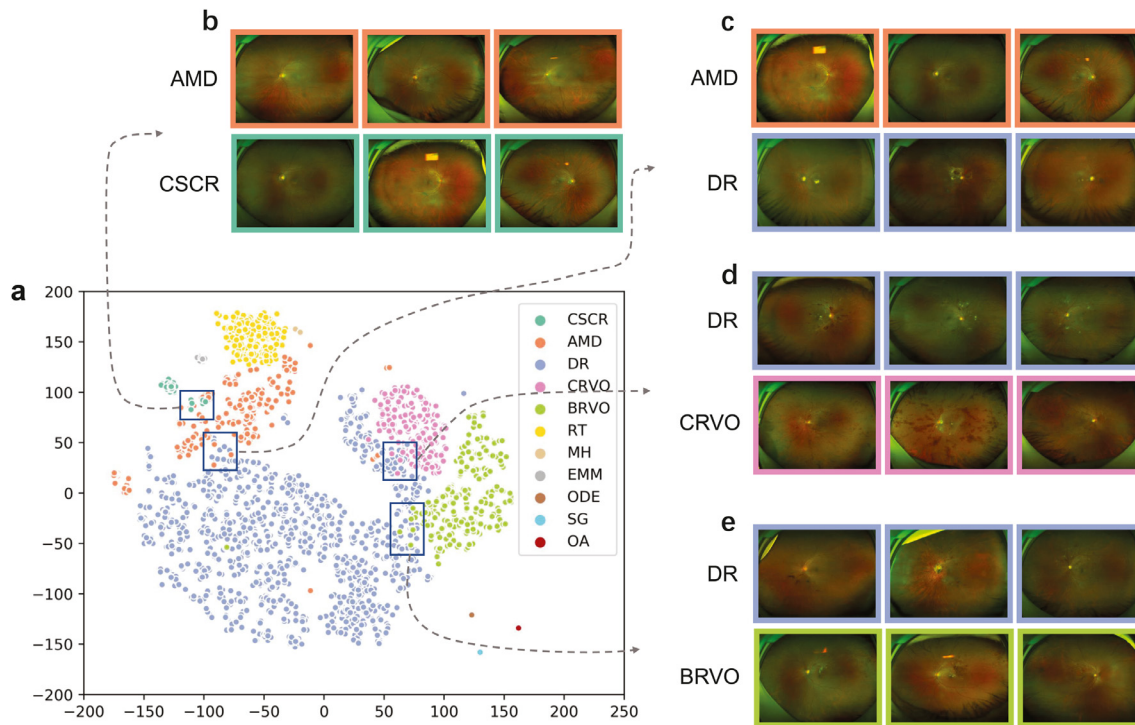 b
AMD
CSCR
c
AMD
DR
d
DR
CRVO
e
DR
BRVO
a
200
150
100
50
0
−50
−100
−150
−200
−200 −150 −100 −50 0 50 100 150 200 250
CSCR
AMD
DR
CRVO
BRVO
RT
MH
EMM
ODE
SG
OA